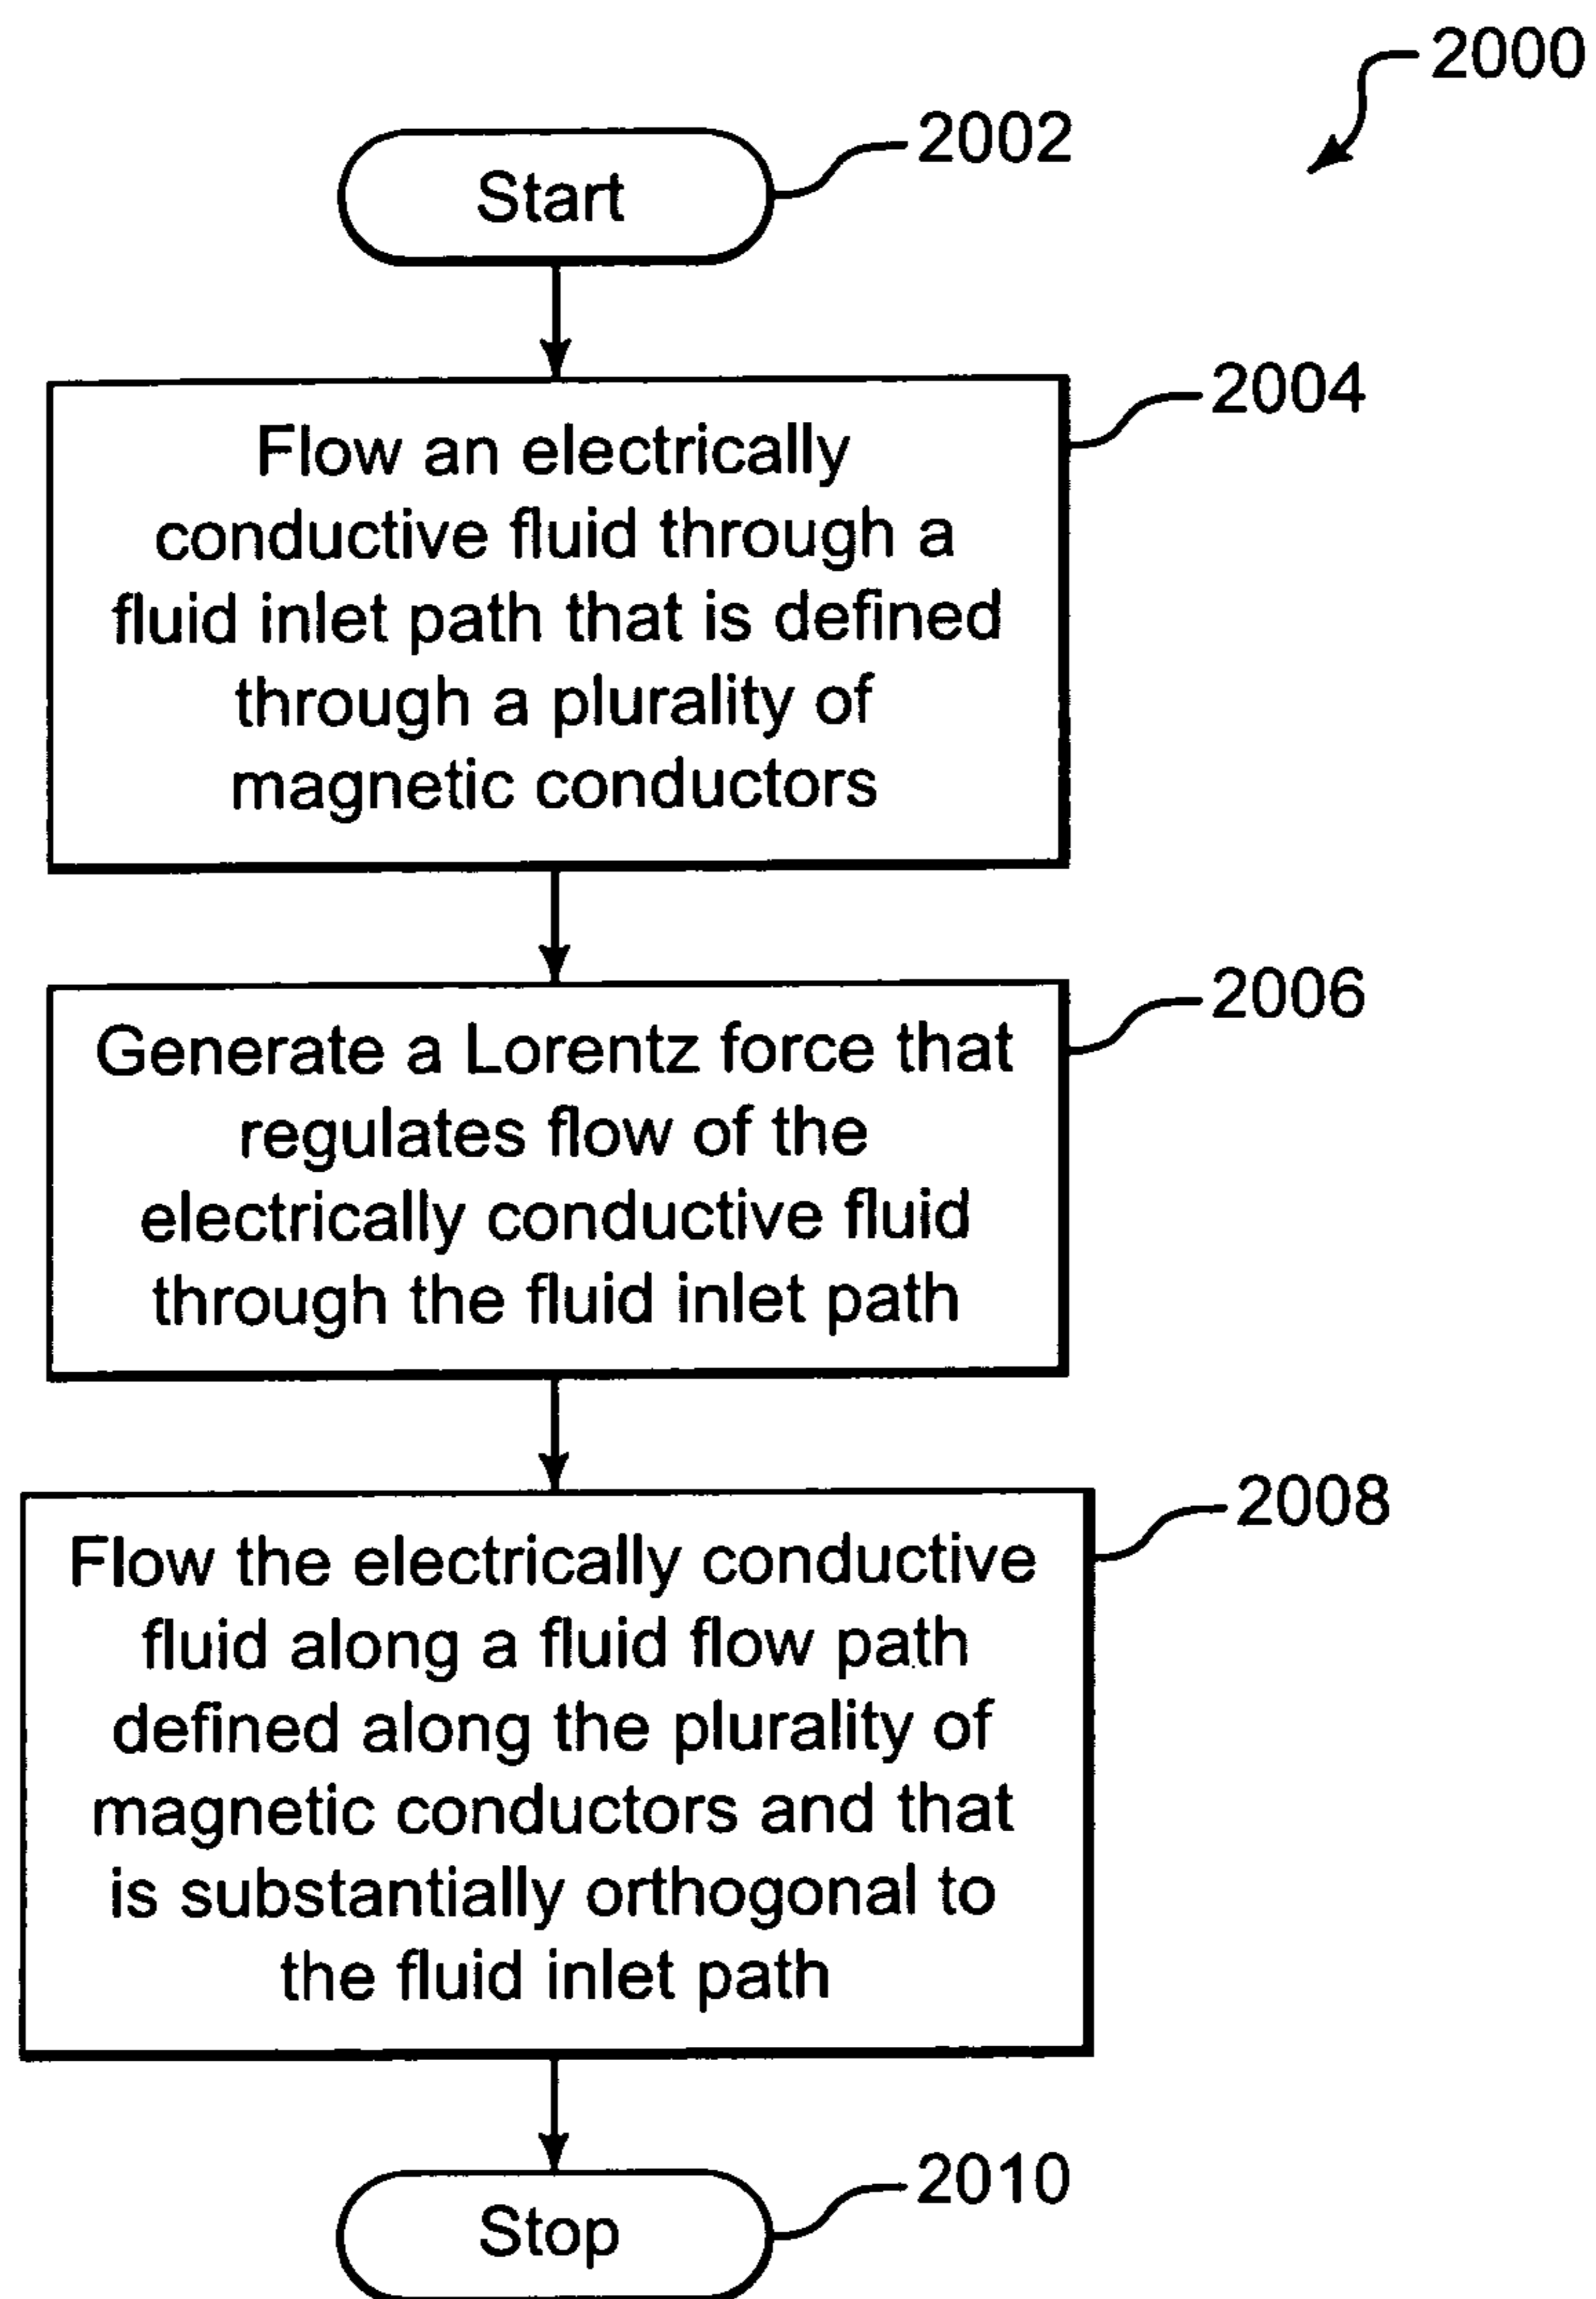 2000
2002
Start
2004
Flow an electrically
conductive fluid through a
fluid inlet path that is defined
through a plurality of
magnetic conductors
2006
Generate a Lorentz force that
regulates flow of the
electrically conductive fluid
through the fluid inlet path
2008
Flow the electrically conductive
fluid along a fluid flow path
defined along the plurality of
magnetic conductors and that
is substantially orthogonal to
the fluid inlet path
2010
Stop